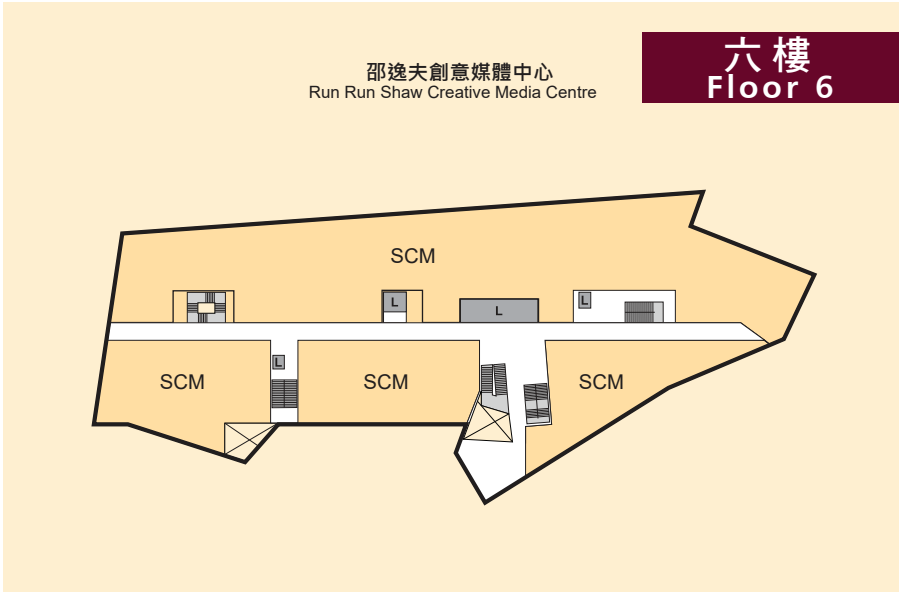 邵逸夫創意媒體中心
Run Run Shaw Creative Media Centre
六樓
Floor 6
SCM
L
L
L
L
SCM
SCM
SCM